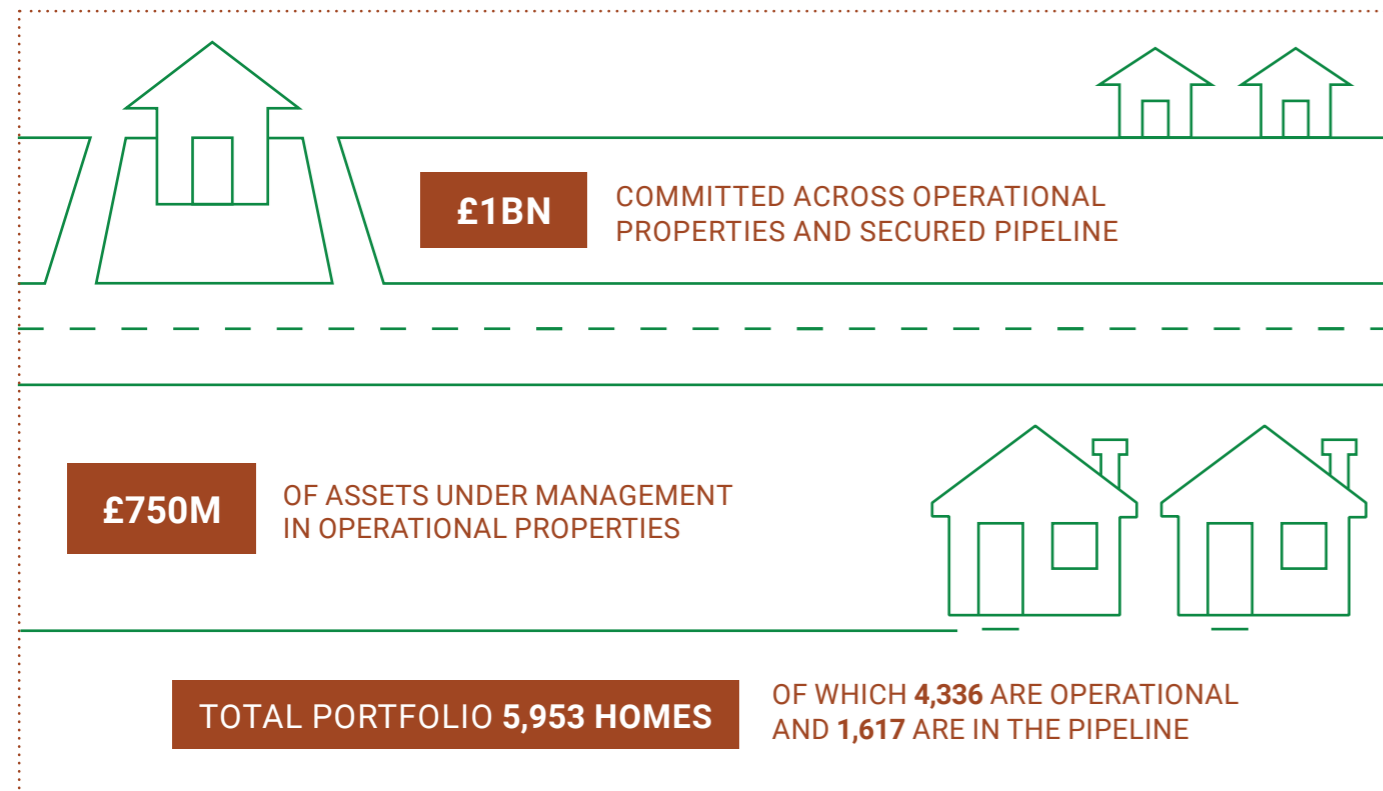 £1BN
COMMITTED ACROSS OPERATIONAL
PROPERTIES AND SECURED PIPELINE
£750M
OF ASSETS UNDER MANAGEMENT
IN OPERATIONAL PROPERTIES
TOTAL PORTFOLIO 5,953 HOMES
OF WHICH 4,336 ARE OPERATIONAL
AND 1,617 ARE IN THE PIPELINE